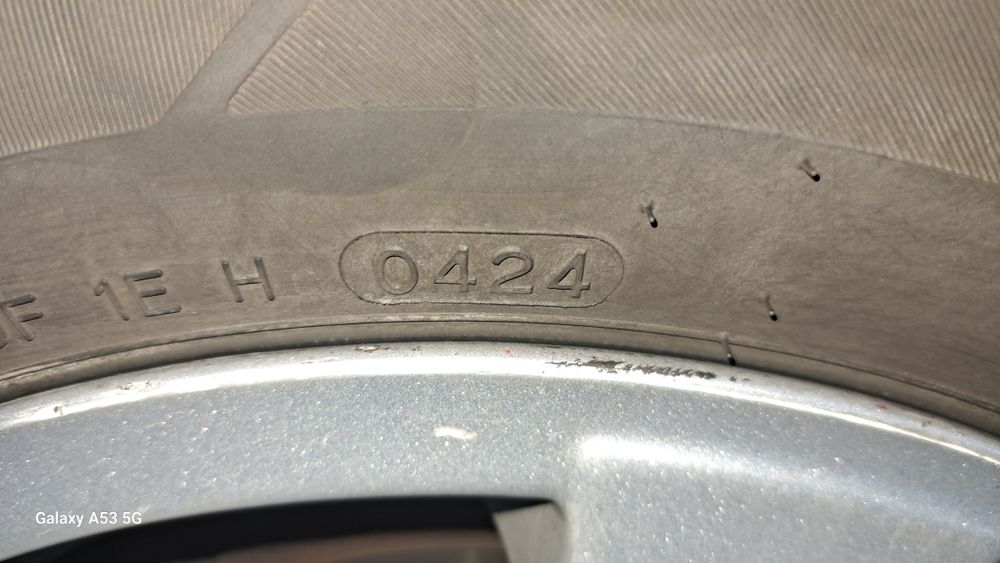 F 1E H 0424
Galaxy A53 5G